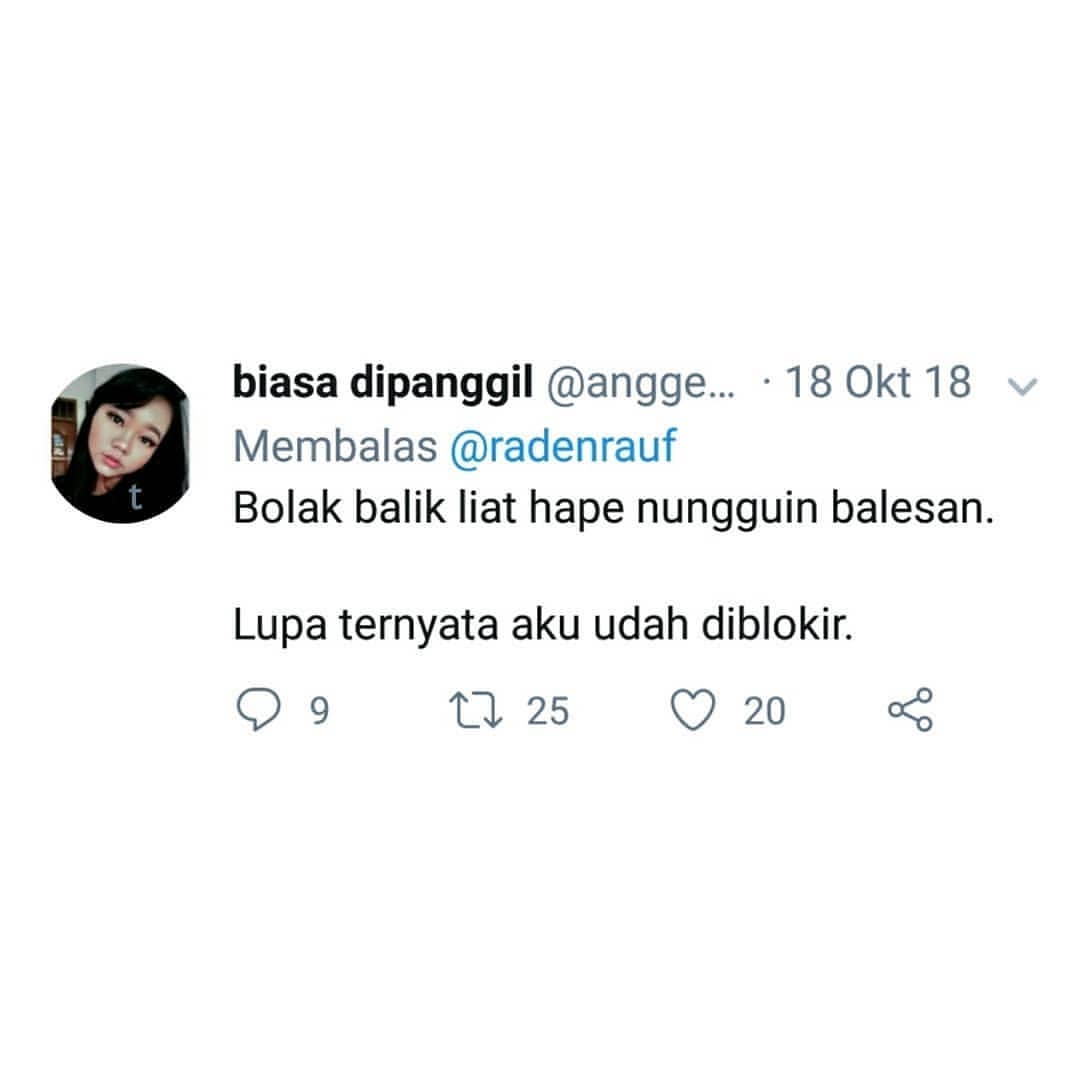 biasa dipanggil @angge... · 18 Okt 18
Membalas @radenrauf
Bolak balik liat hape nungguin balesan.
Lupa ternyata aku udah diblokir.
9 25 20
t